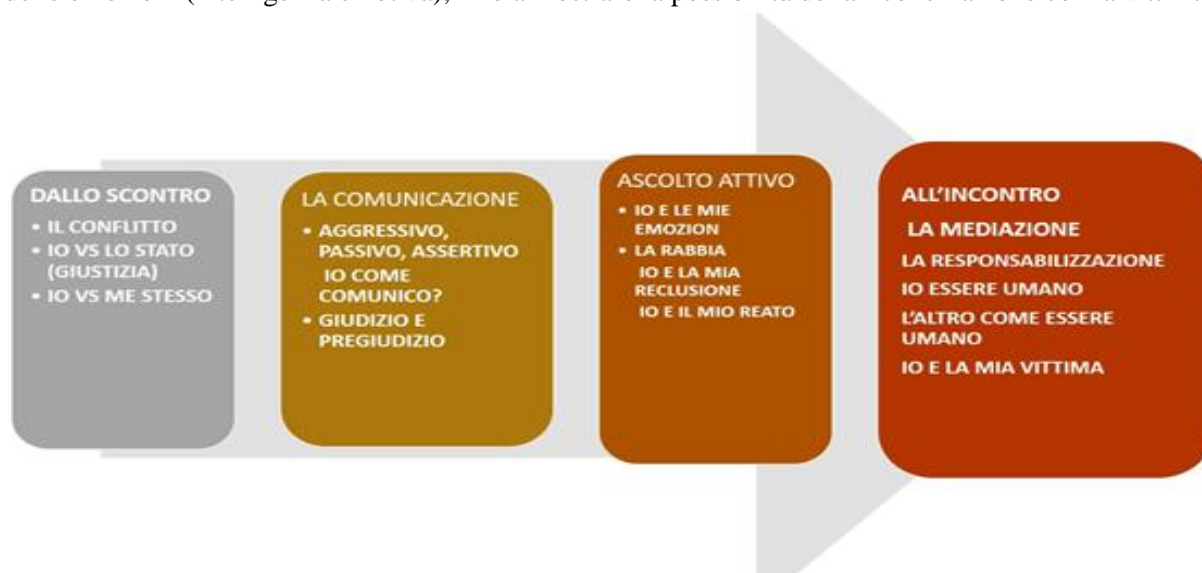 DALLO SCONTRO
• IL CONFLITTO
• IO VS LO STATO
(GIUSTIZIA)
• IO VS ME STESSO
LA COMUNICAZIONE
• AGGRESSIVO,
PASSIVO, ASSERTIVO
IO COME
COMUNICO?
• GIUDIZIO E
PREGIUDIZIO
ASCOLTO ATTIVO
• IO E LE MIE
EMOZION
• LA RABBIA
IO E LA MIA
RECLUSIONE
IO E IL MIO REATO
ALL'INCONTRO
LA MEDIAZIONE
LA RESPONSABILIZZAZIONE
IO ESSERE UMANO
L'ALTRO COME ESSERE
UMANO
IO E LA MIA VITTIMA